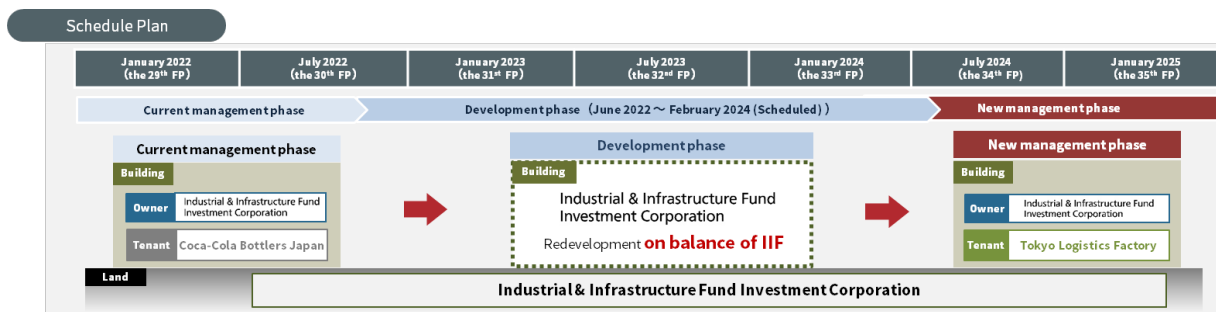 Schedule Plan
January 2022
(the 29th FP)
July 2022
(the 30th FP)
January 2023
(the 31st FP)
July 2023
(the 32nd FP)
January 2024
(the 33rd FP)
July 2024
(the 34th FP)
January 2025
(the 35th FP)
Current management phase
Development phase (June 2022 ～ February 2024 (Scheduled) )
New management phase
Current management phase
Building
Owner Industrial & Infrastructure Fund
Investment Corporation
Tenant Coca-Cola Bottlers Japan
Development phase
Building
Industrial & Infrastructure Fund
Investment Corporation
Redevelopment on balance of IIF
New management phase
Building
Owner Industrial & Infrastructure Fund
Investment Corporation
Tenant Tokyo Logistics Factory
Land
Industrial & Infrastructure Fund Investment Corporation